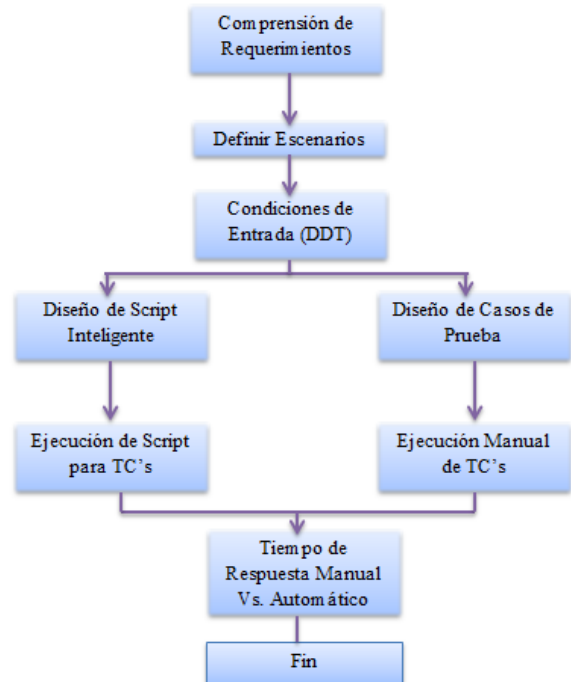 Comprensión de
Requerimientos
Definir Escenarios
Condiciones de
Entrada (DDT)
Diseño de Script
Inteligente
Diseño de Casos de
Prueba
Ejecución de Script
para TC’s
Ejecución Manual
de TC’s
Tiempo de
Respuesta Manual
Vs. Automático
Fin